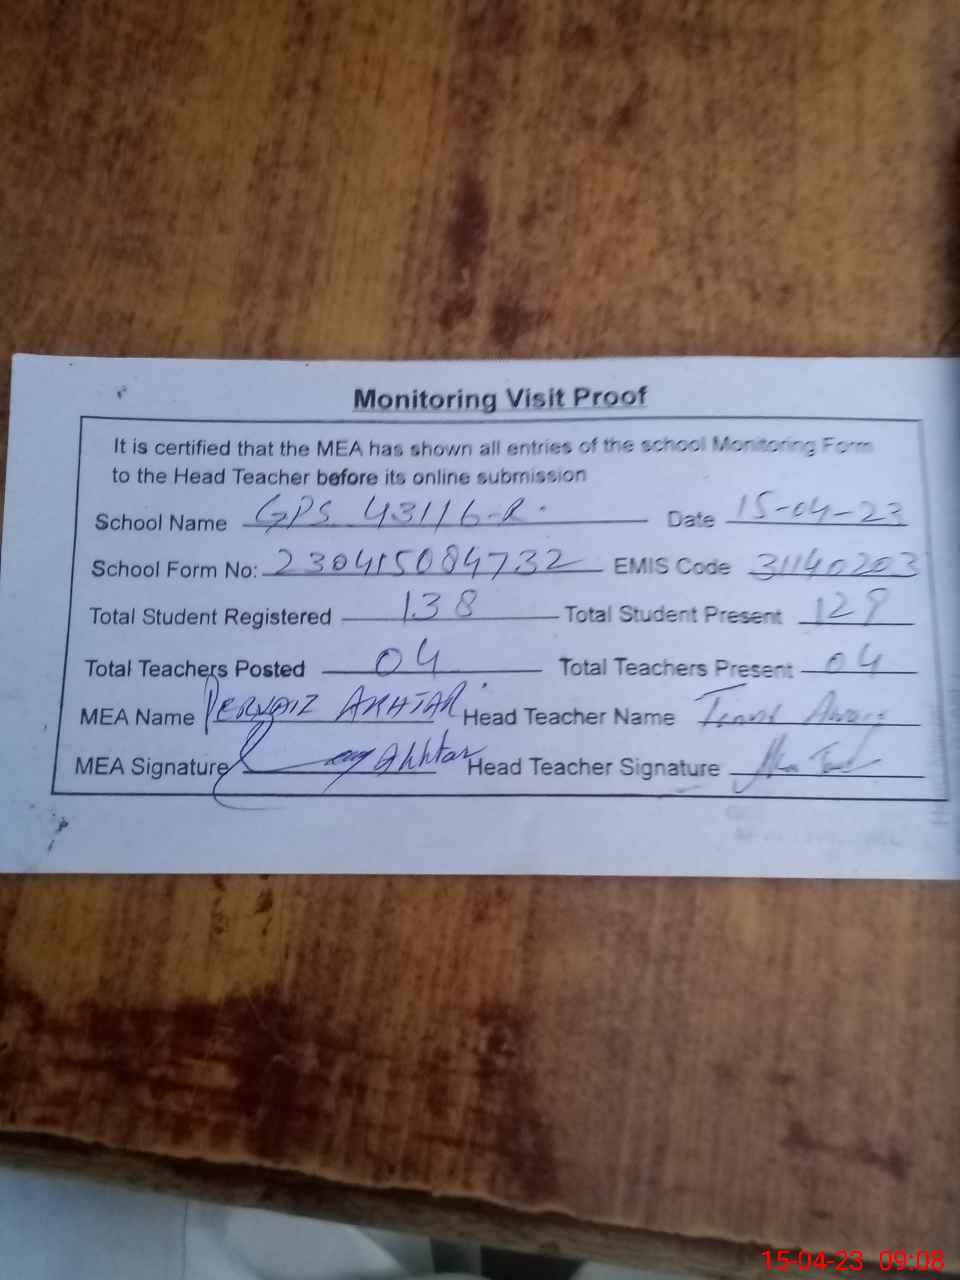 Monitoring Visit Proof
It is certified that the MEA has shown all entries of the school Monitoring Form
to the Head Teacher before its online submission
School Name GPS 43116-R. Date 15-04-23
School Form No: 230415084732 EMIS Code 31140203
Total Student Registered 138 Total Student Present 129
Total Teachers Posted 04 Total Teachers Present 04
MEA Name PERVAIZ AKHTAR. Head Teacher Name
MEA Signature Akhtar Head Teacher Signature
15-04-23 09:08